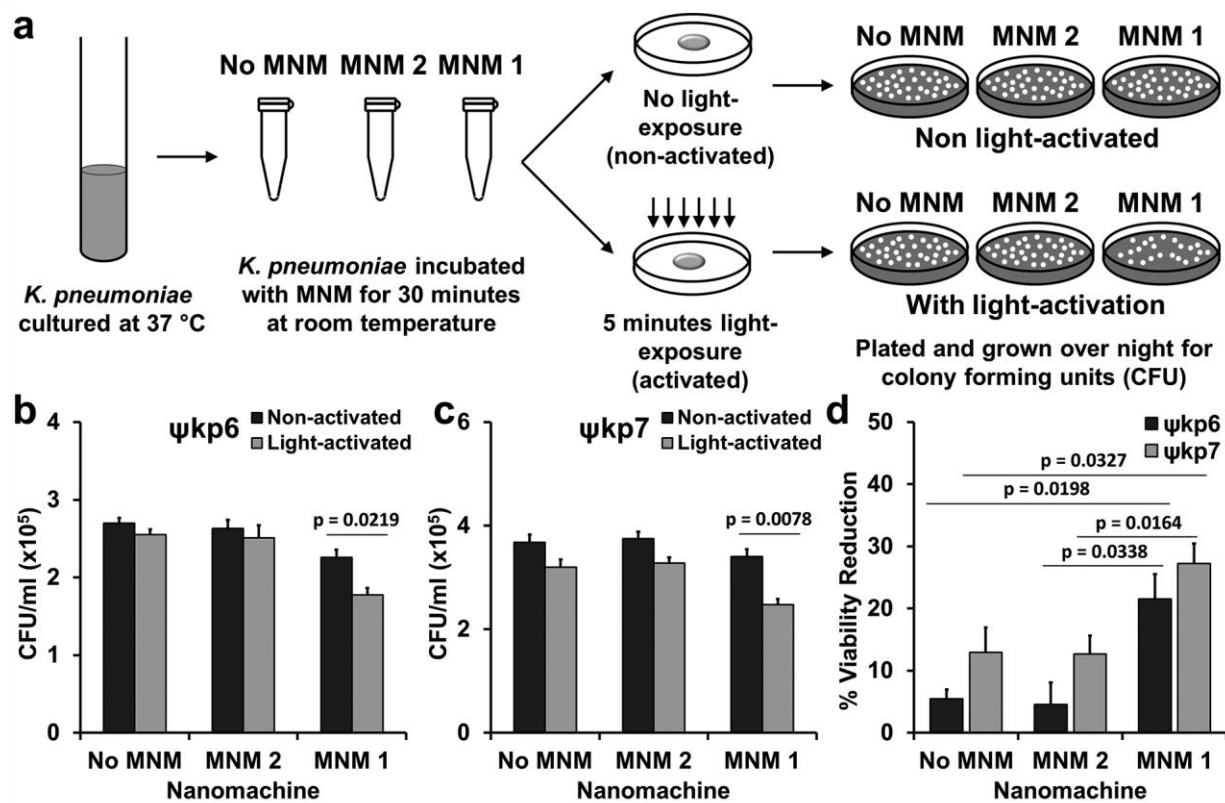 a
No MNM MNM 2 MNM 1
K. pneumoniae
cultured at 37 °C
K. pneumoniae incubated
with MNM for 30 minutes
at room temperature
No light-
exposure
(non-activated)
5 minutes light-
exposure
(activated)
No MNM MNM 2 MNM 1
Non light-activated
No MNM MNM 2 MNM 1
With light-activation
Plated and grown over night for
colony forming units (CFU)
b
ψkp6
Non-activated
Light-activated
CFU/ml (x10⁵)
4
3
2
1
0
p = 0.0219
No MNM MNM 2 MNM 1
Nanomachine
c
ψkp7
Non-activated
Light-activated
CFU/ml (x10⁵)
6
4
2
0
p = 0.0078
No MNM MNM 2 MNM 1
Nanomachine
d
ψkp6
ψkp7
% Viability Reduction
50
40
30
20
10
0
p = 0.0327
p = 0.0198
p = 0.0164
p = 0.0338
No MNM MNM 2 MNM 1
Nanomachine